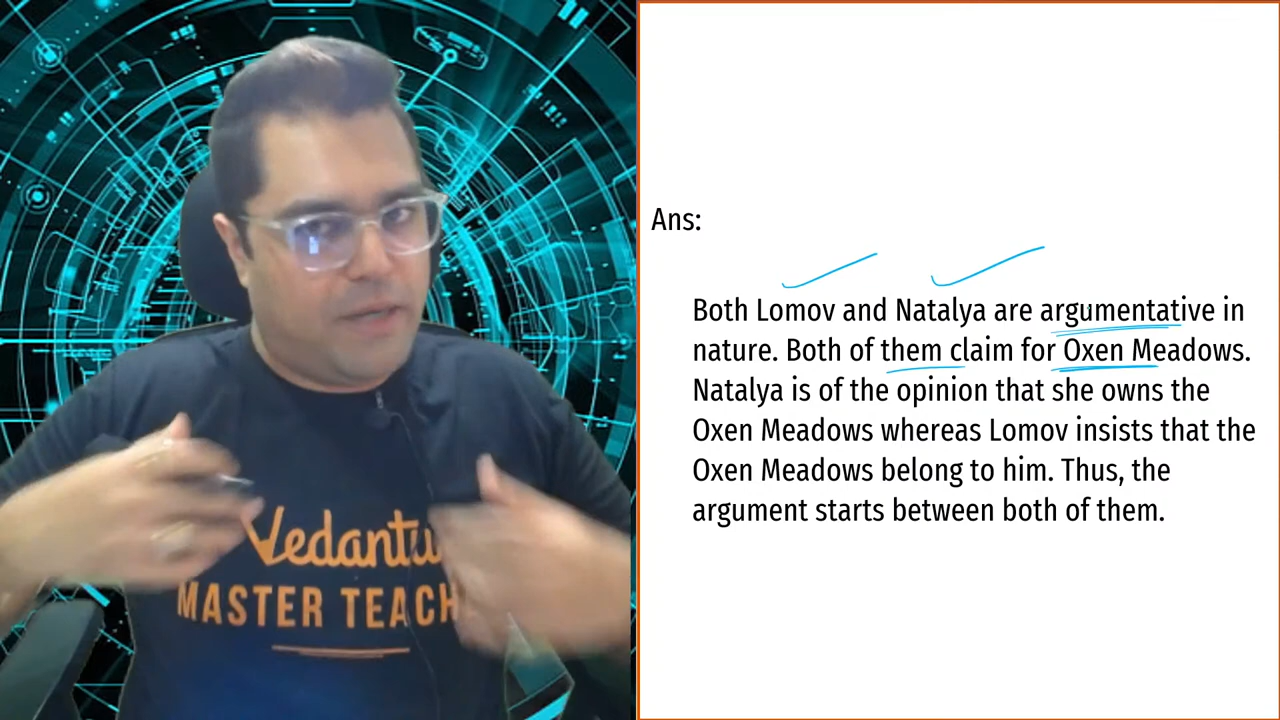 Vedantu
MASTER TEACH
Ans:
Both Lomov and Natalya are argumentative in
nature. Both of them claim for Oxen Meadows.
Natalya is of the opinion that she owns the
Oxen Meadows whereas Lomov insists that the
Oxen Meadows belong to him. Thus, the
argument starts between both of them.